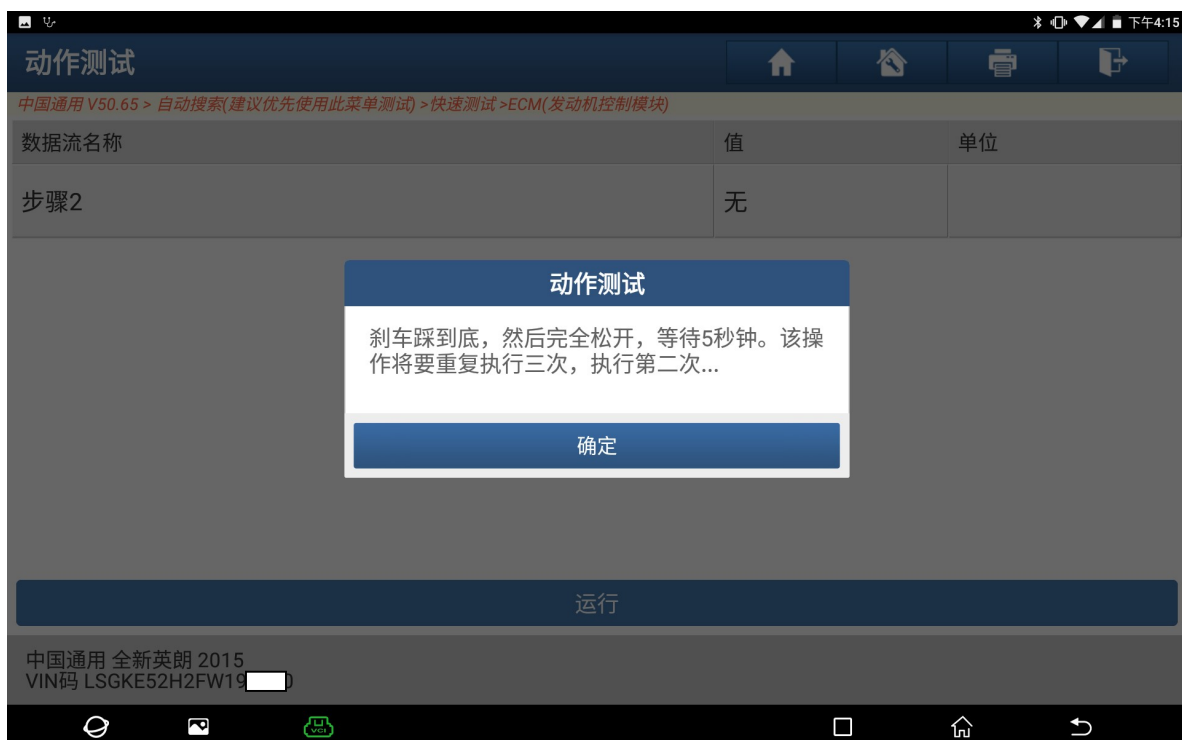 下午4:15
动作测试
中国通用 V50.65 > 自动搜索(建议优先使用此菜单测试) >快速测试 >ECM(发动机控制模块)
数据流名称 值 单位
步骤2 无
动作测试
刹车踩到底，然后完全松开，等待5秒钟。该操
作将要重复执行三次，执行第二次...
确定
运行
中国通用 全新英朗 2015
VIN码 LSGKE52H2FW19
VCI